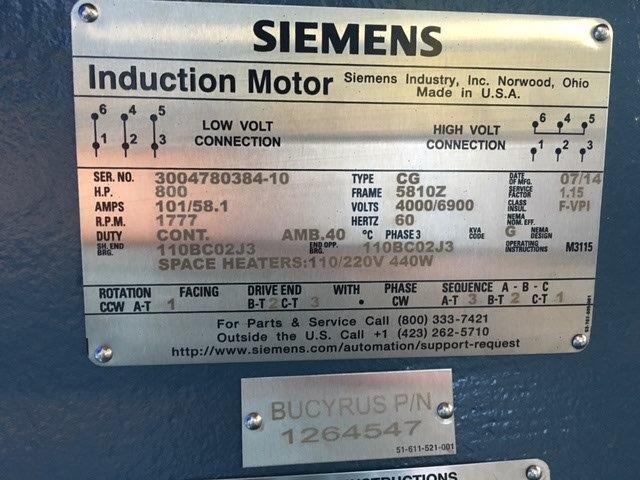 SIEMENS
Induction Motor Siemens Industry, Inc. Norwood, Ohio
Made in U.S.A.
6 4 5
1 2 3
LOW VOLT
CONNECTION
HIGH VOLT
CONNECTION
6 4 5
1 2 3
SER. NO. 3004780384-10 TYPE CG DATE OF MFG. 07/14
H.P. 800 FRAME 5810Z SERVICE FACTOR 1.15
AMPS 101/58.1 VOLTS 4000/6900 CLASS INSUL. F-VPI
R.P.M. 1777 HERTZ 60 NEMA NOM. EFF.
DUTY CONT. AMB.40 °C PHASE 3 KVA CODE G NEMA DESIGN
SH. END BRG. 110BC02J3 END OPP. BRG. 110BC02J3 OPERATING INSTRUCTIONS M3115
SPACE HEATERS:110/220V 440W
ROTATION FACING DRIVE END WITH PHASE SEQUENCE A - B - C
CCW A-T 1 B-T 2 C-T 3 • CW A-T 3 B-T 2 C-T 1
For Parts & Service Call (800) 333-7421
Outside the U.S. Call +1 (423) 262-5710
http://www.siemens.com/automation/support-request
BUCYRUS P/N
1264547
51-611-521-001